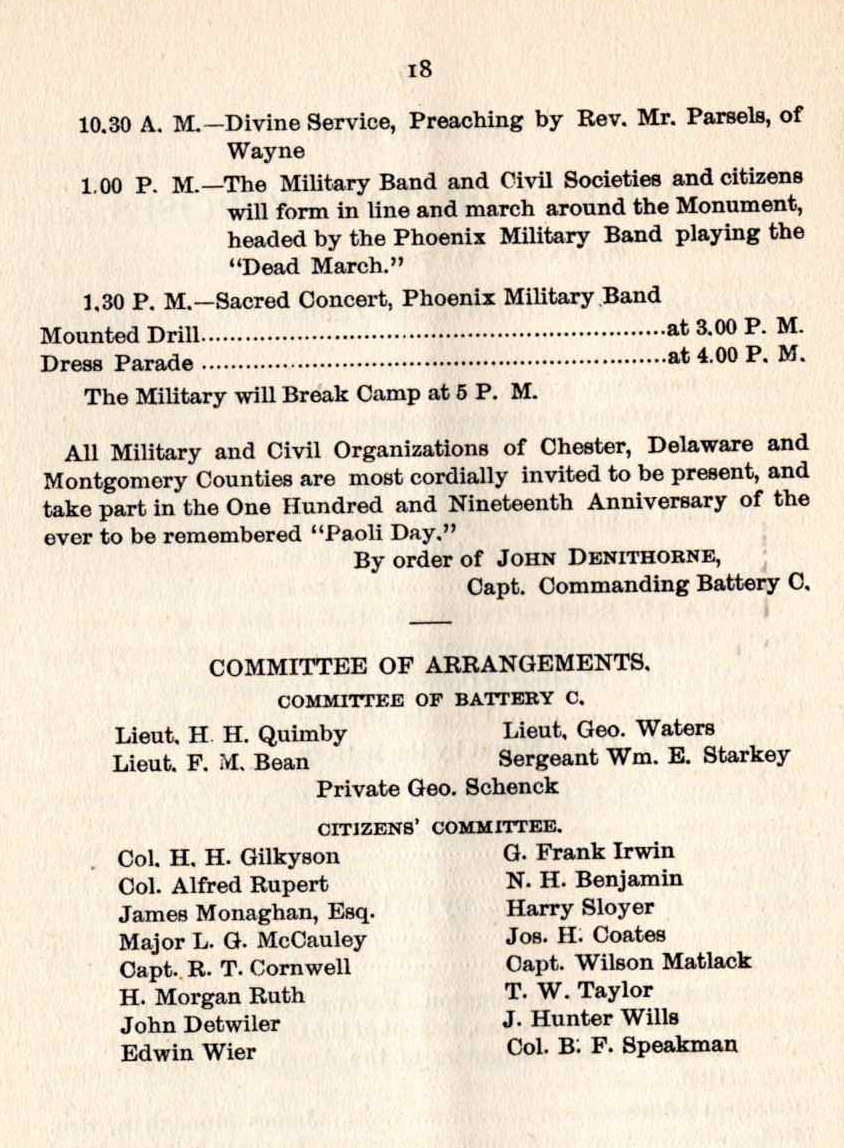 18
10.30 A. M.—Divine Service, Preaching by Rev. Mr. Parsels, of
Wayne
1.00 P. M.—The Military Band and Civil Societies and citizens
will form in line and march around the Monument,
headed by the Phoenix Military Band playing the
"Dead March."
1.30 P. M.—Sacred Concert, Phoenix Military Band
Mounted Drill..............................................................at 3.00 P. M.
Dress Parade ..............................................................at 4.00 P. M.
The Military will Break Camp at 5 P. M.
All Military and Civil Organizations of Chester, Delaware and
Montgomery Counties are most cordially invited to be present, and
take part in the One Hundred and Nineteenth Anniversary of the
ever to be remembered "Paoli Day."
By order of JOHN DENITHORNE,
Capt. Commanding Battery C.
COMMITTEE OF ARRANGEMENTS.
COMMITTEE OF BATTERY C.
Lieut. H. H. Quimby Lieut. Geo. Waters
Lieut. F. M. Bean Sergeant Wm. E. Starkey
Private Geo. Schenck
CITIZENS' COMMITTEE.
Col. H. H. Gilkyson G. Frank Irwin
Col. Alfred Rupert N. H. Benjamin
James Monaghan, Esq. Harry Sloyer
Major L. G. McCauley Jos. H. Coates
Capt. R. T. Cornwell Capt. Wilson Matlack
H. Morgan Ruth T. W. Taylor
John Detwiler J. Hunter Wills
Edwin Wier Col. B. F. Speakman